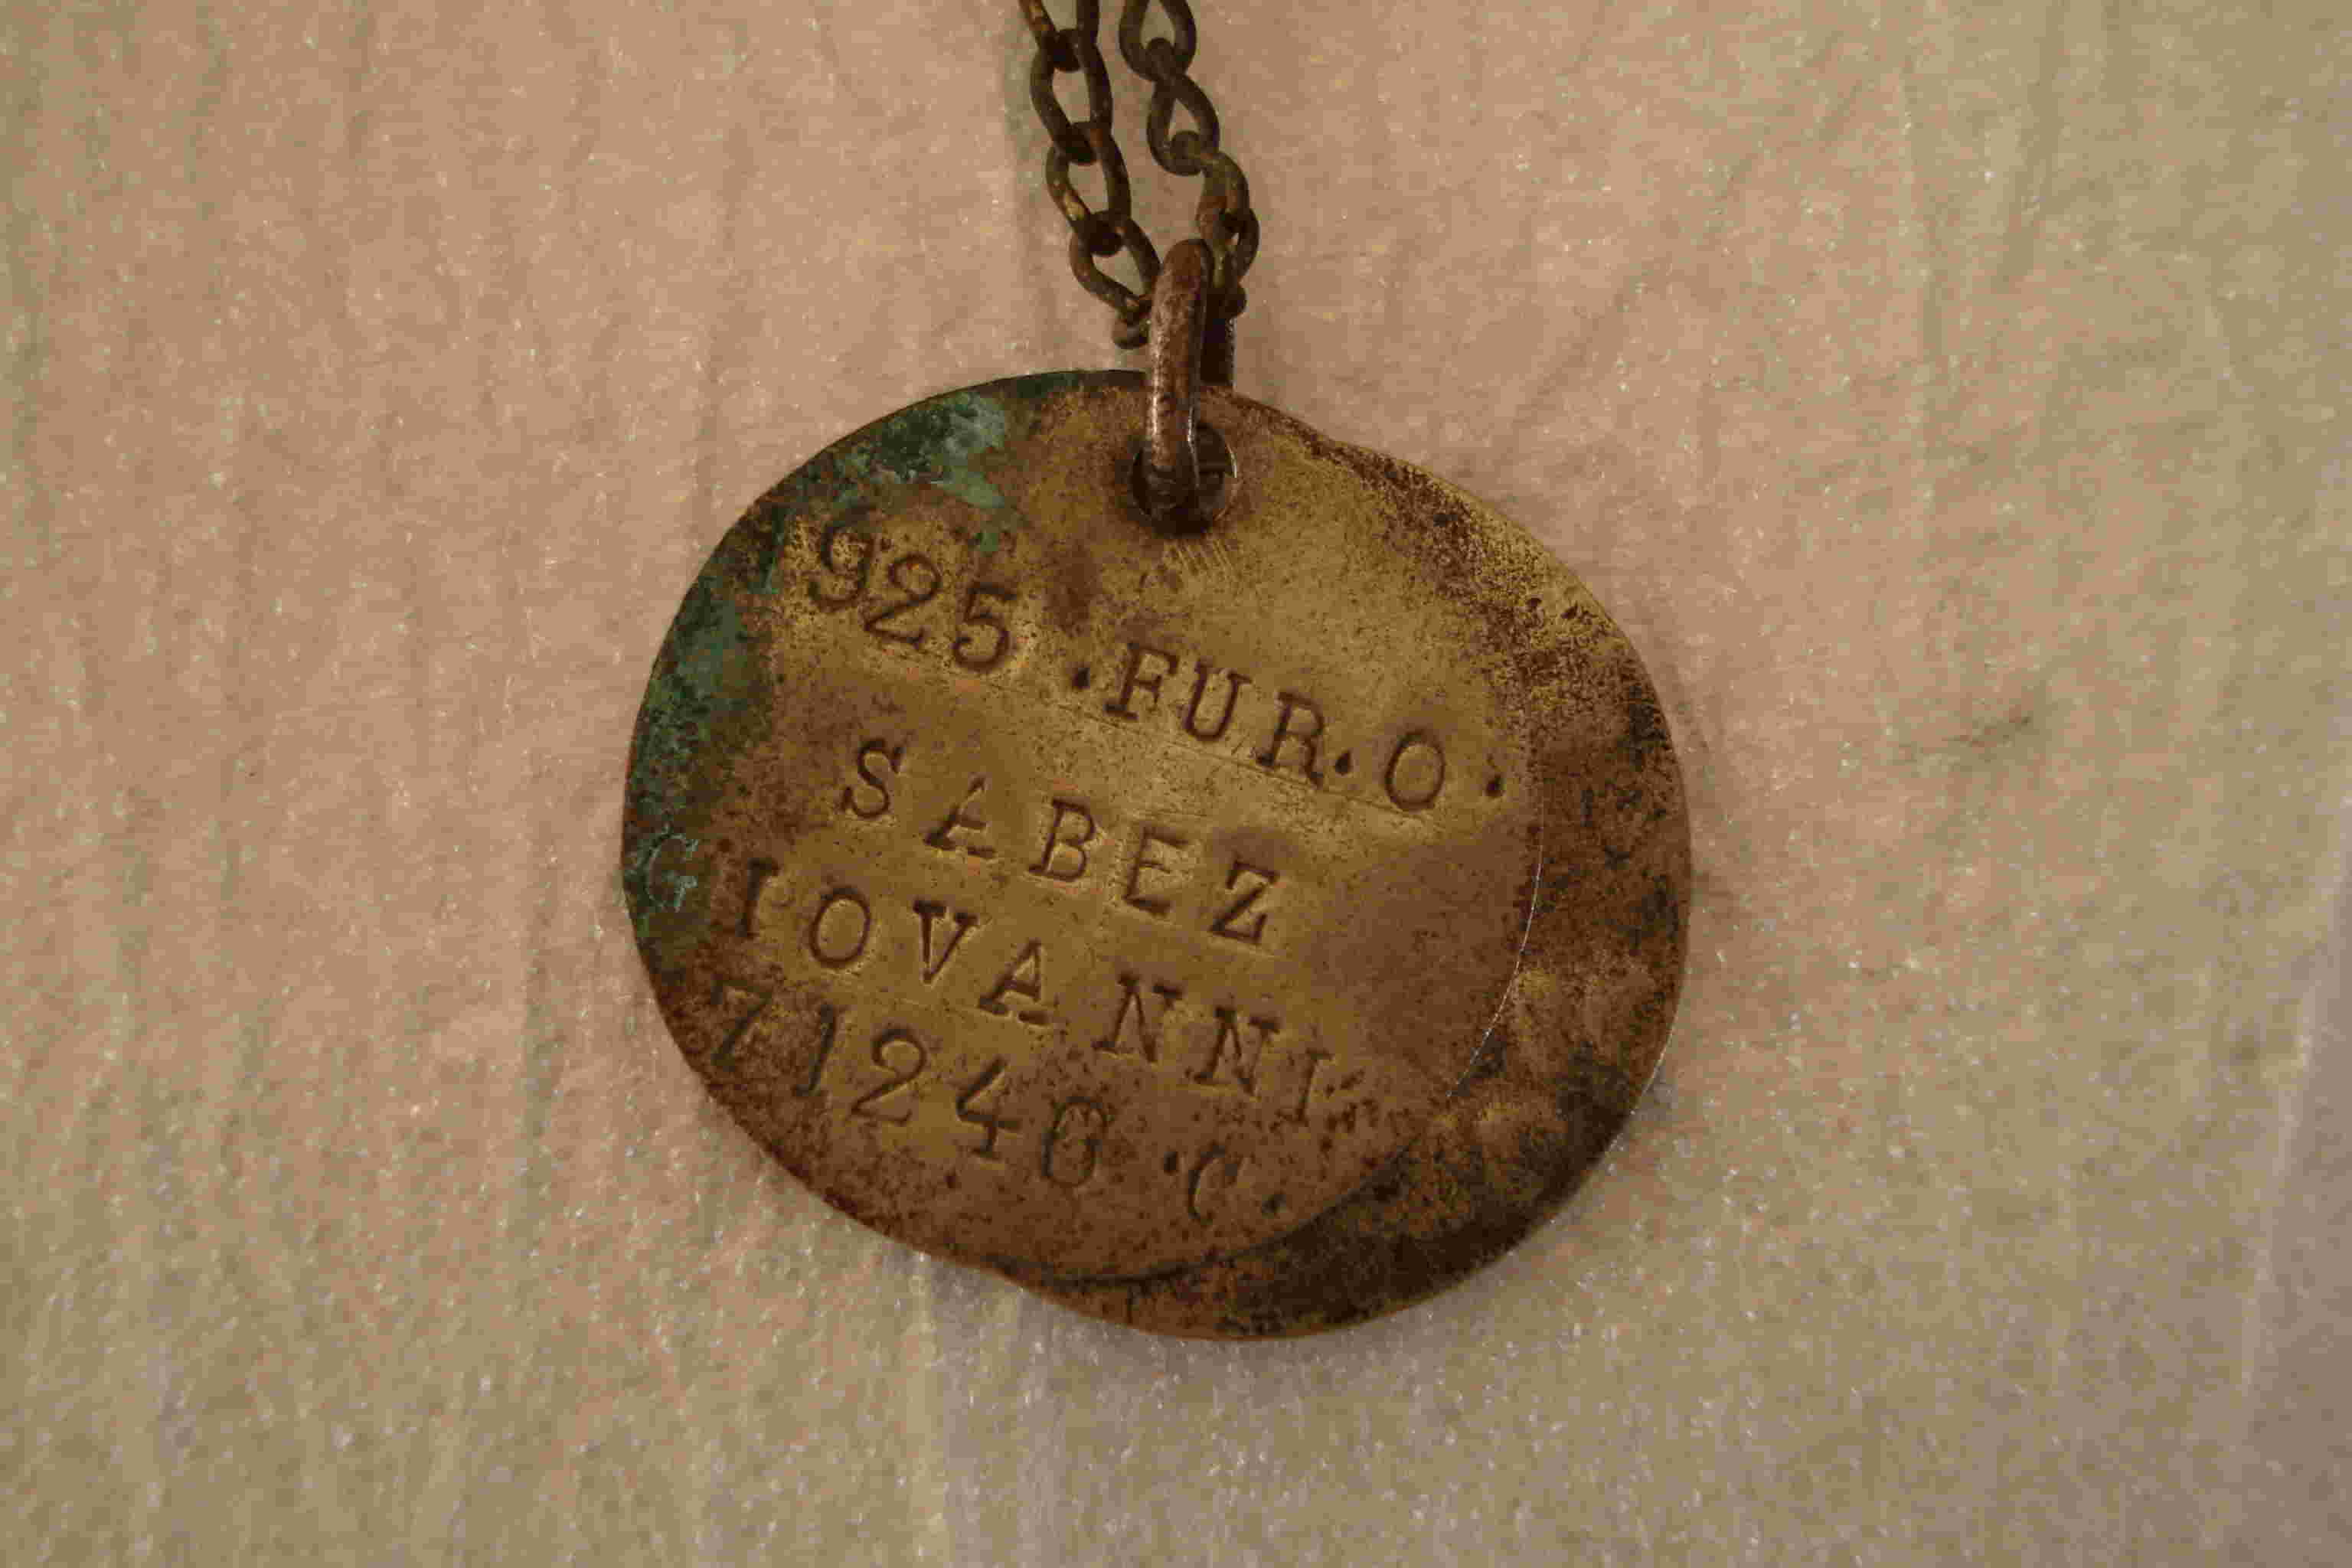 925 .FUR.O.
SABEZ
IOVANNI
71246 .C.